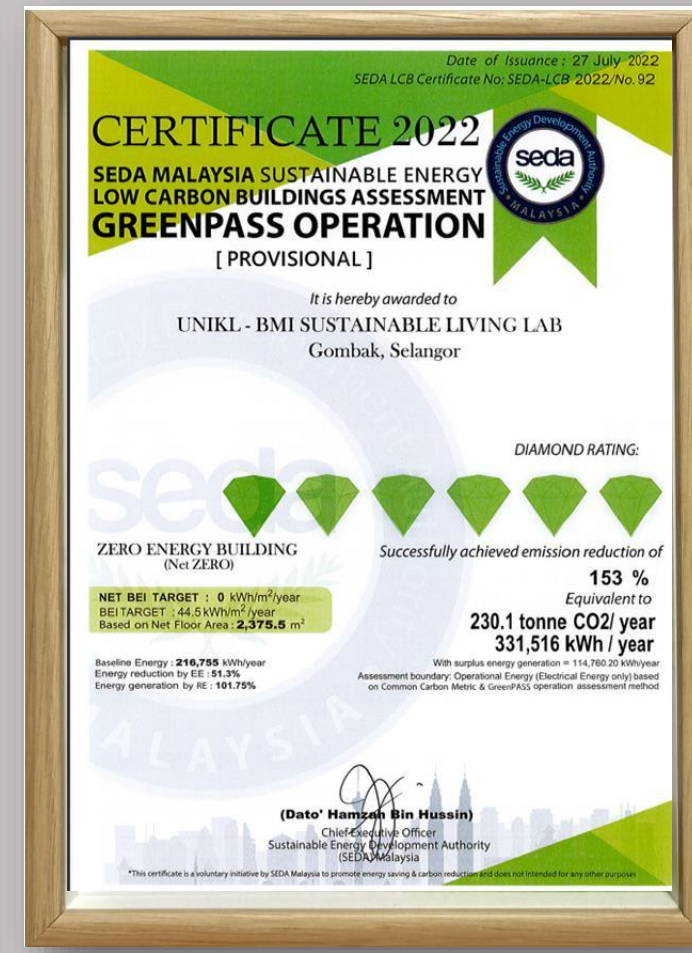 Date of Issuance : 27 July 2022
SEDA LCB Certificate No: SEDA-LCB 2022/No. 92
CERTIFICATE 2022
SEDA MALAYSIA SUSTAINABLE ENERGY
LOW CARBON BUILDINGS ASSESSMENT
GREENPASS OPERATION
[ PROVISIONAL ]
Sustainable Energy Development Authority
seda
• MALAYSIA •
It is hereby awarded to
UNIKL - BMI SUSTAINABLE LIVING LAB
Gombak, Selangor
DIAMOND RATING:
seda
ZERO ENERGY BUILDING
(Net ZERO)
NET BEI TARGET : 0 kWh/m²/year
BEI TARGET : 44.5 kWh/m²/year
Based on Net Floor Area : 2,375.5 m²
Baseline Energy : 216,755 kWh/year
Energy reduction by EE : 51.3%
Energy generation by RE : 101.75%
Successfully achieved emission reduction of
153 %
Equivalent to
230.1 tonne CO2/ year
331,516 kWh / year
With surplus energy generation = 114,760.20 kWh/year
Assessment boundary: Operational Energy (Electrical Energy only) based
on Common Carbon Metric & GreenPASS operation assessment method
MALAYSIA
(Dato' Hamzah Bin Hussin)
Chief Executive Officer
Sustainable Energy Development Authority
(SEDA) Malaysia
*This certificate is a voluntary initiative by SEDA Malaysia to promote energy saving & carbon reduction and does not intended for any other purposes